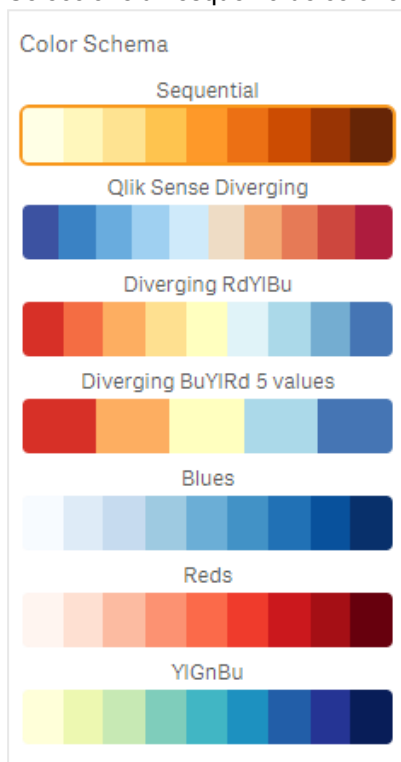 Color Schema
Sequential
Qlik Sense Diverging
Diverging RdYlBu
Diverging BuYlRd 5 values
Blues
Reds
YlGnBu